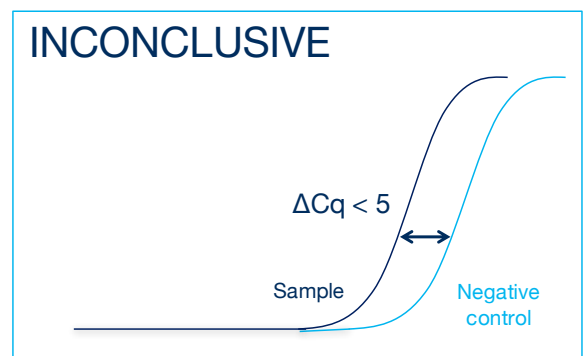 INCONCLUSIVE
ΔCq < 5
Sample
Negative
control